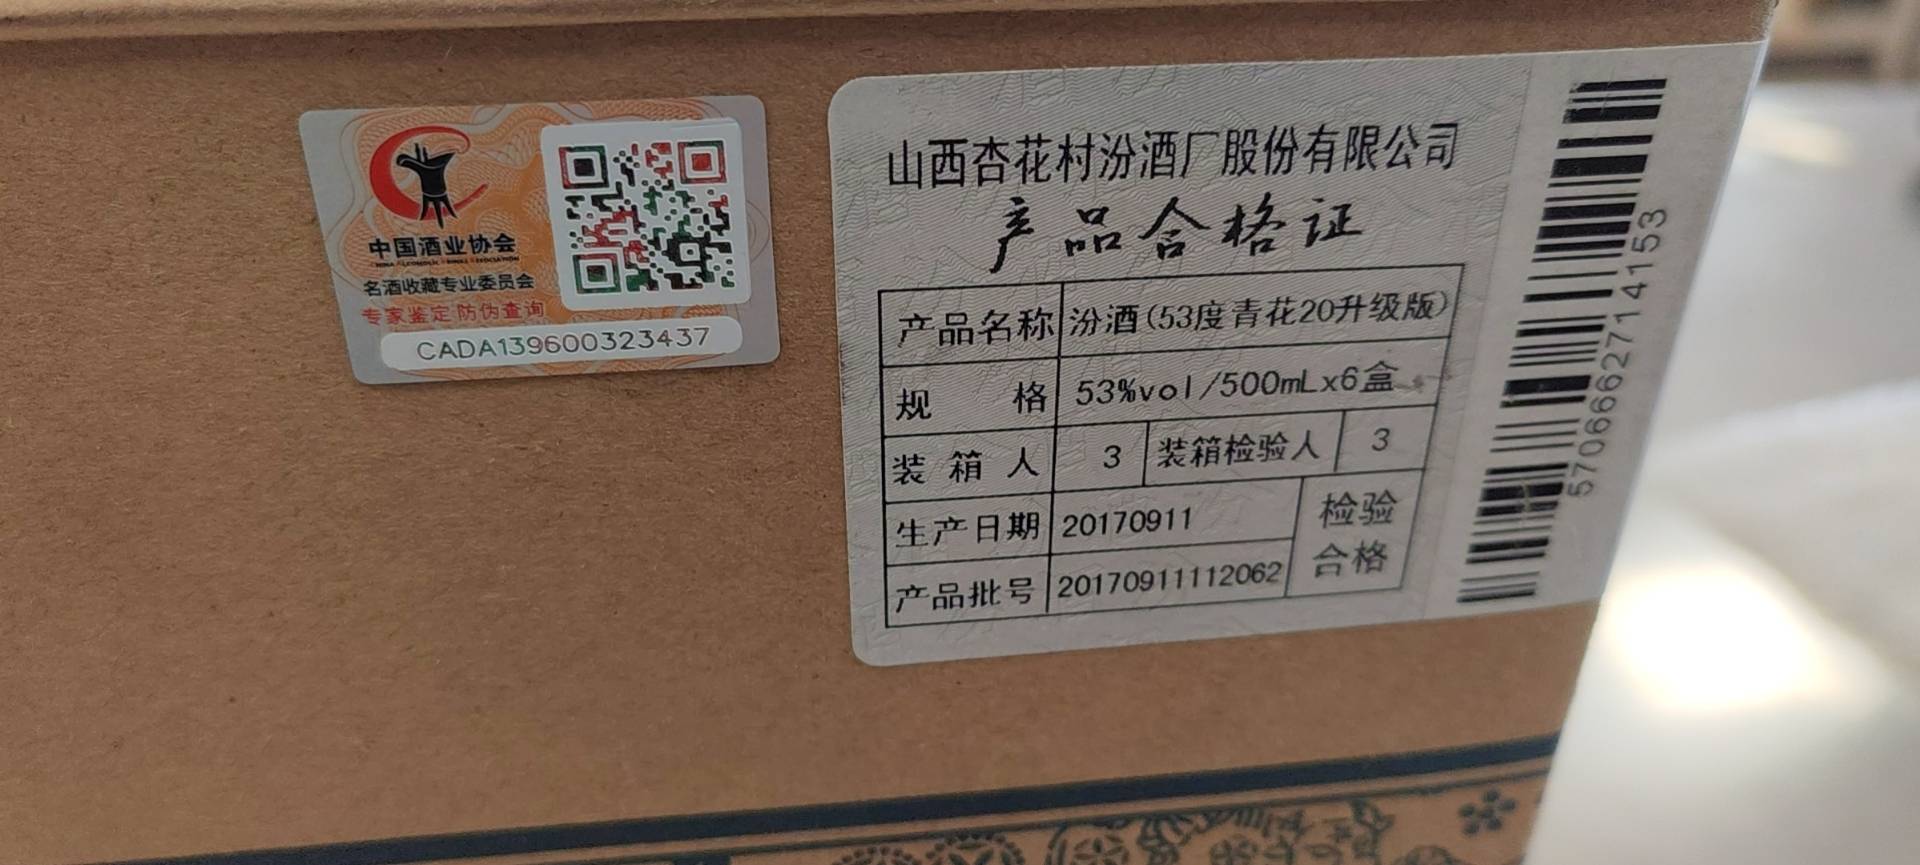 中国酒业协会
CHINA ALCOHOLIC DRINKS ASSOCIATION
名酒收藏专业委员会
专家鉴定 防伪查询
CADA139600323437
山西杏花村汾酒厂股份有限公司
产品合格证
产品名称 汾酒(53度青花20升级版)
规格 53%vol/500mLx6盒
装箱人 3 装箱检验人 3
生产日期 20170911
检验合格
产品批号 20170911112062
5706662714153